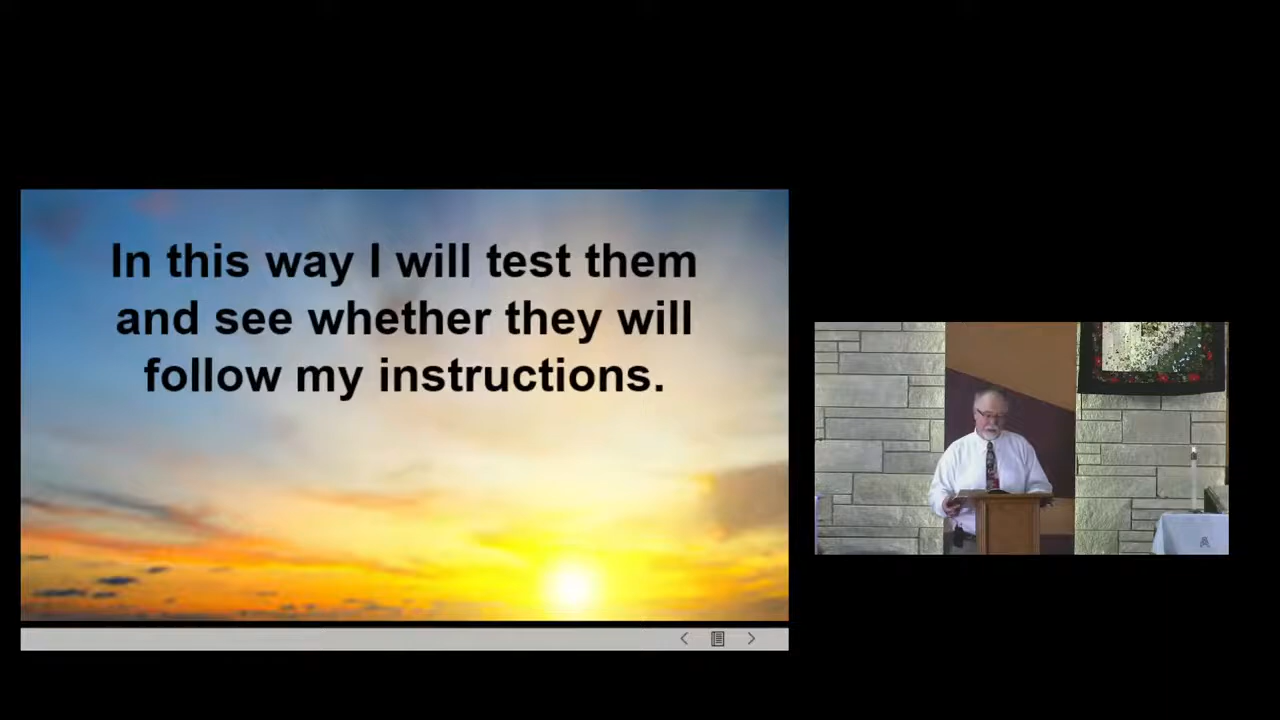 In this way I will test them
and see whether they will
follow my instructions.